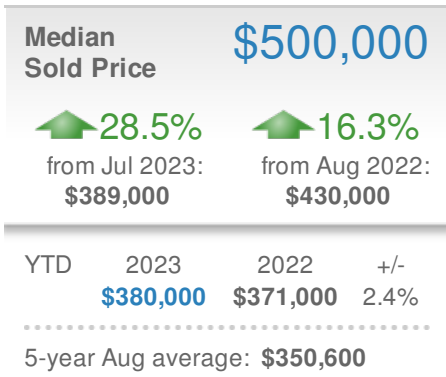 Median
Sold Price
$500,000
28.5%
16.3%
from Jul 2023:
$389,000
from Aug 2022:
$430,000
YTD 2023 2022 +/-
$380,000 $371,000 2.4%
5-year Aug average: $350,600